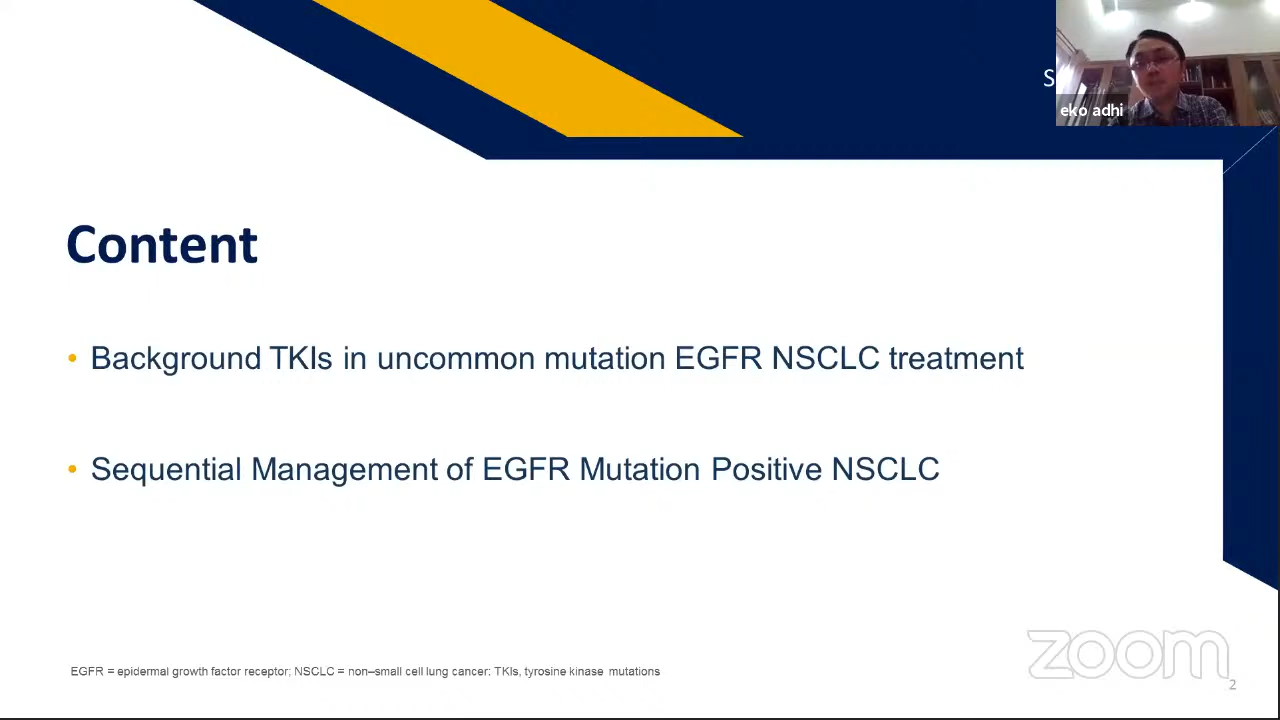 S
eko adhi
Content
• Background TKIs in uncommon mutation EGFR NSCLC treatment
• Sequential Management of EGFR Mutation Positive NSCLC
EGFR = epidermal growth factor receptor; NSCLC = non–small cell lung cancer: TKIs, tyrosine kinase mutations
zoom
2